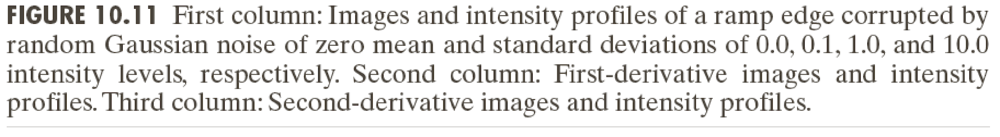 FIGURE 10.11 First column: Images and intensity profiles of a ramp edge corrupted by
random Gaussian noise of zero mean and standard deviations of 0.0, 0.1, 1.0, and 10.0
intensity levels, respectively. Second column: First-derivative images and intensity
profiles. Third column: Second-derivative images and intensity profiles.